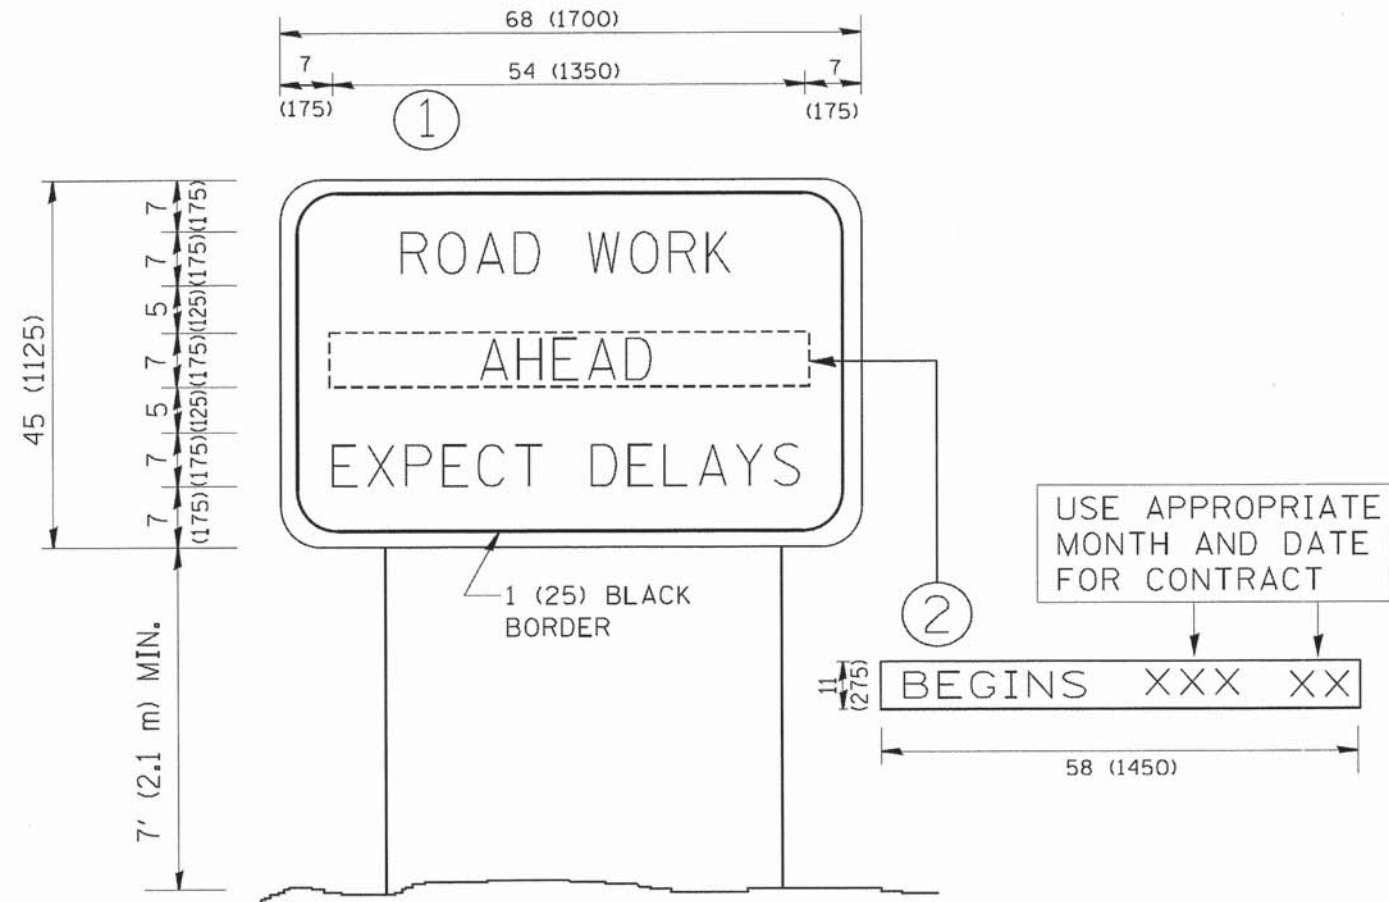 68 (1700)
7
54 (1350)
7
(175)
(175)
1
45 (1125)
7
(175)
7
(175)
5
(125)
7
(175)
5
(125)
7
(175)
7
(175)
ROAD WORK
AHEAD
EXPECT DELAYS
1 (25) BLACK
BORDER
7' (2.1 m) MIN.
2
USE APPROPRIATE
MONTH AND DATE
FOR CONTRACT
11
(275)
BEGINS XXX XX
58 (1450)